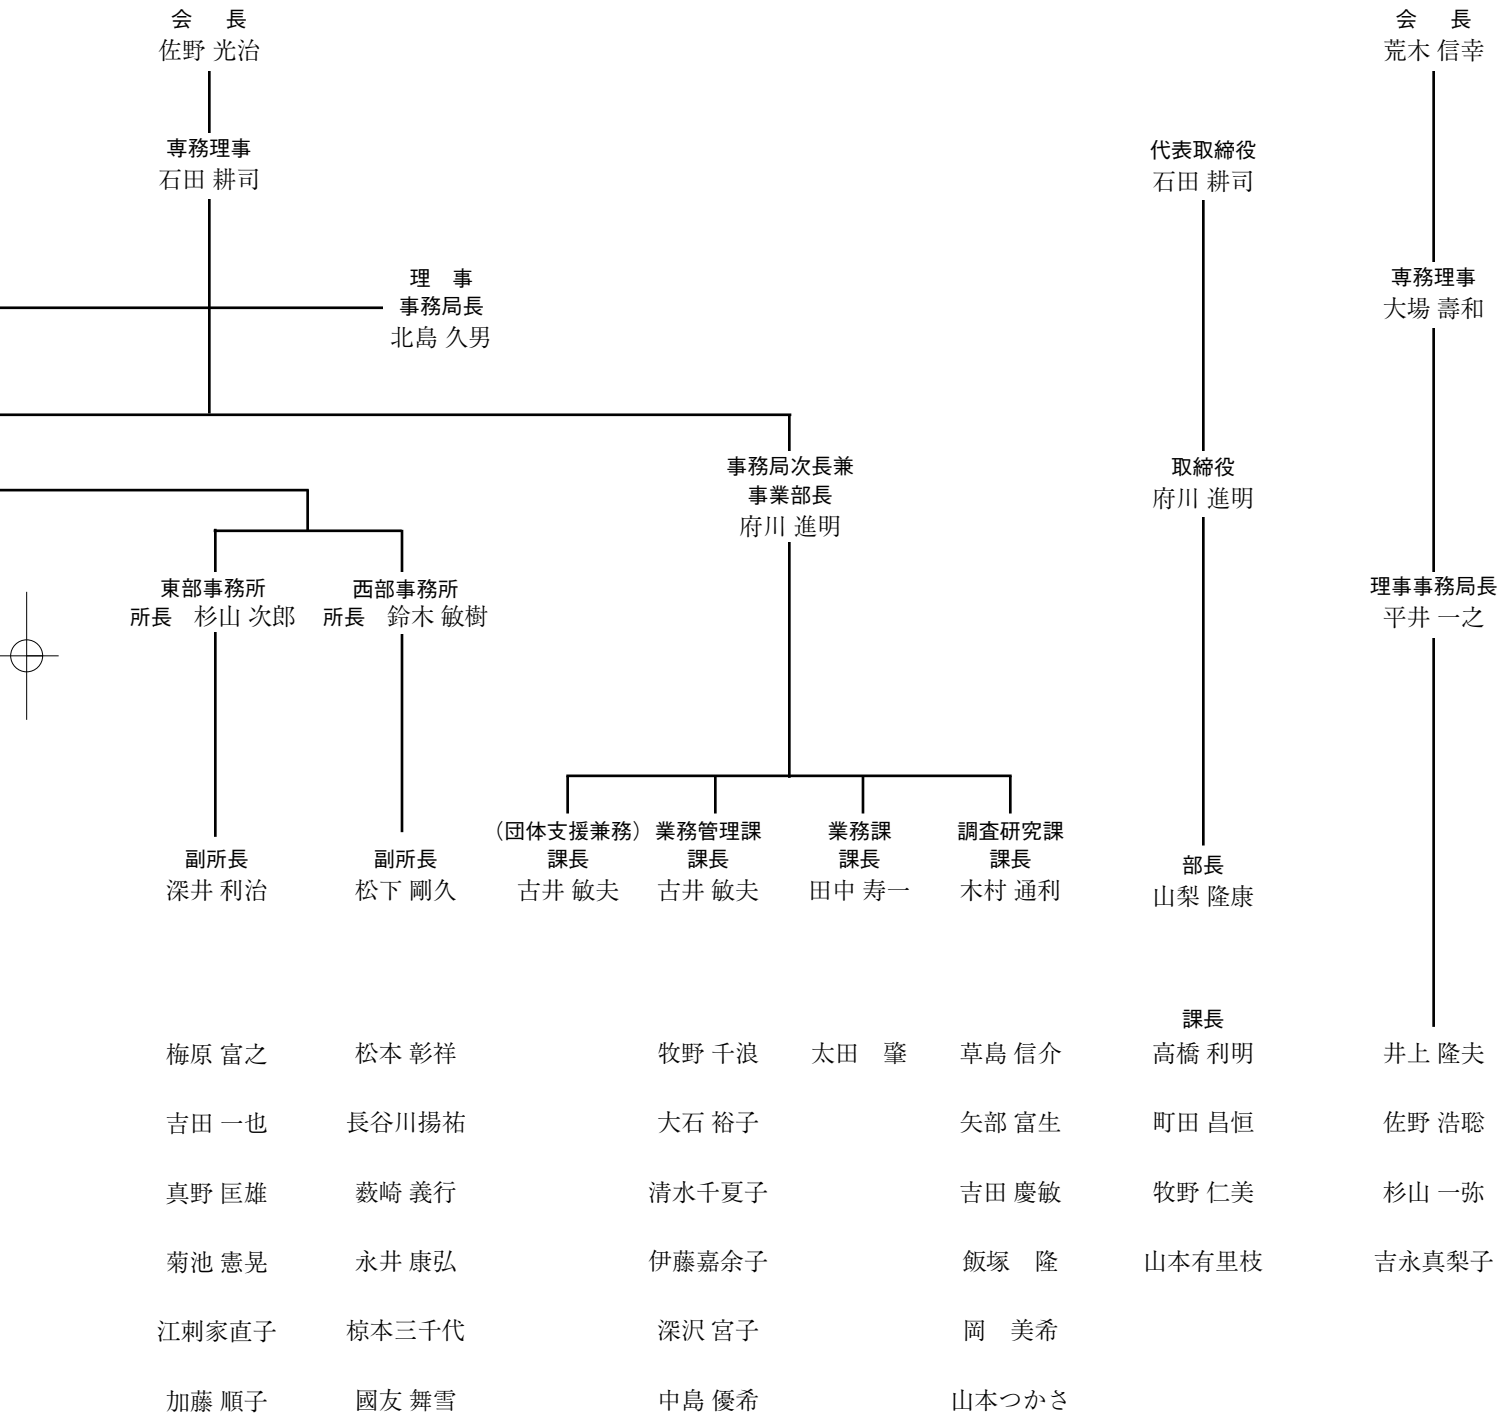 会　長
佐野 光治
専務理事
石田 耕司
理　事
事務局長
北島 久男
事務局次長兼
事業部長
府川 進明
東部事務所
所長　杉山 次郎
西部事務所
所長　鈴木 敏樹
副所長
深井 利治
副所長
松下 剛久
（団体支援兼務）
課長
古井 敏夫
業務管理課
課長
古井 敏夫
業務課
課長
田中 寿一
調査研究課
課長
木村 通利
梅原 富之
吉田 一也
真野 匡雄
菊池 憲晃
江刺家直子
加藤 順子
松本 彰祥
長谷川揚祐
薮崎 義行
永井 康弘
椋本三千代
國友 舞雪
牧野 千浪
大石 裕子
清水千夏子
伊藤嘉余子
深沢 宮子
中島 優希
太田　肇
草島 信介
矢部 富生
吉田 慶敏
飯塚　隆
岡　美希
山本つかさ
代表取締役
石田 耕司
取締役
府川 進明
部長
山梨 隆康
課長
高橋 利明
町田 昌恒
牧野 仁美
山本有里枝
会　長
荒木 信幸
専務理事
大場 壽和
理事事務局長
平井 一之
井上 隆夫
佐野 浩聡
杉山 一弥
吉永真梨子